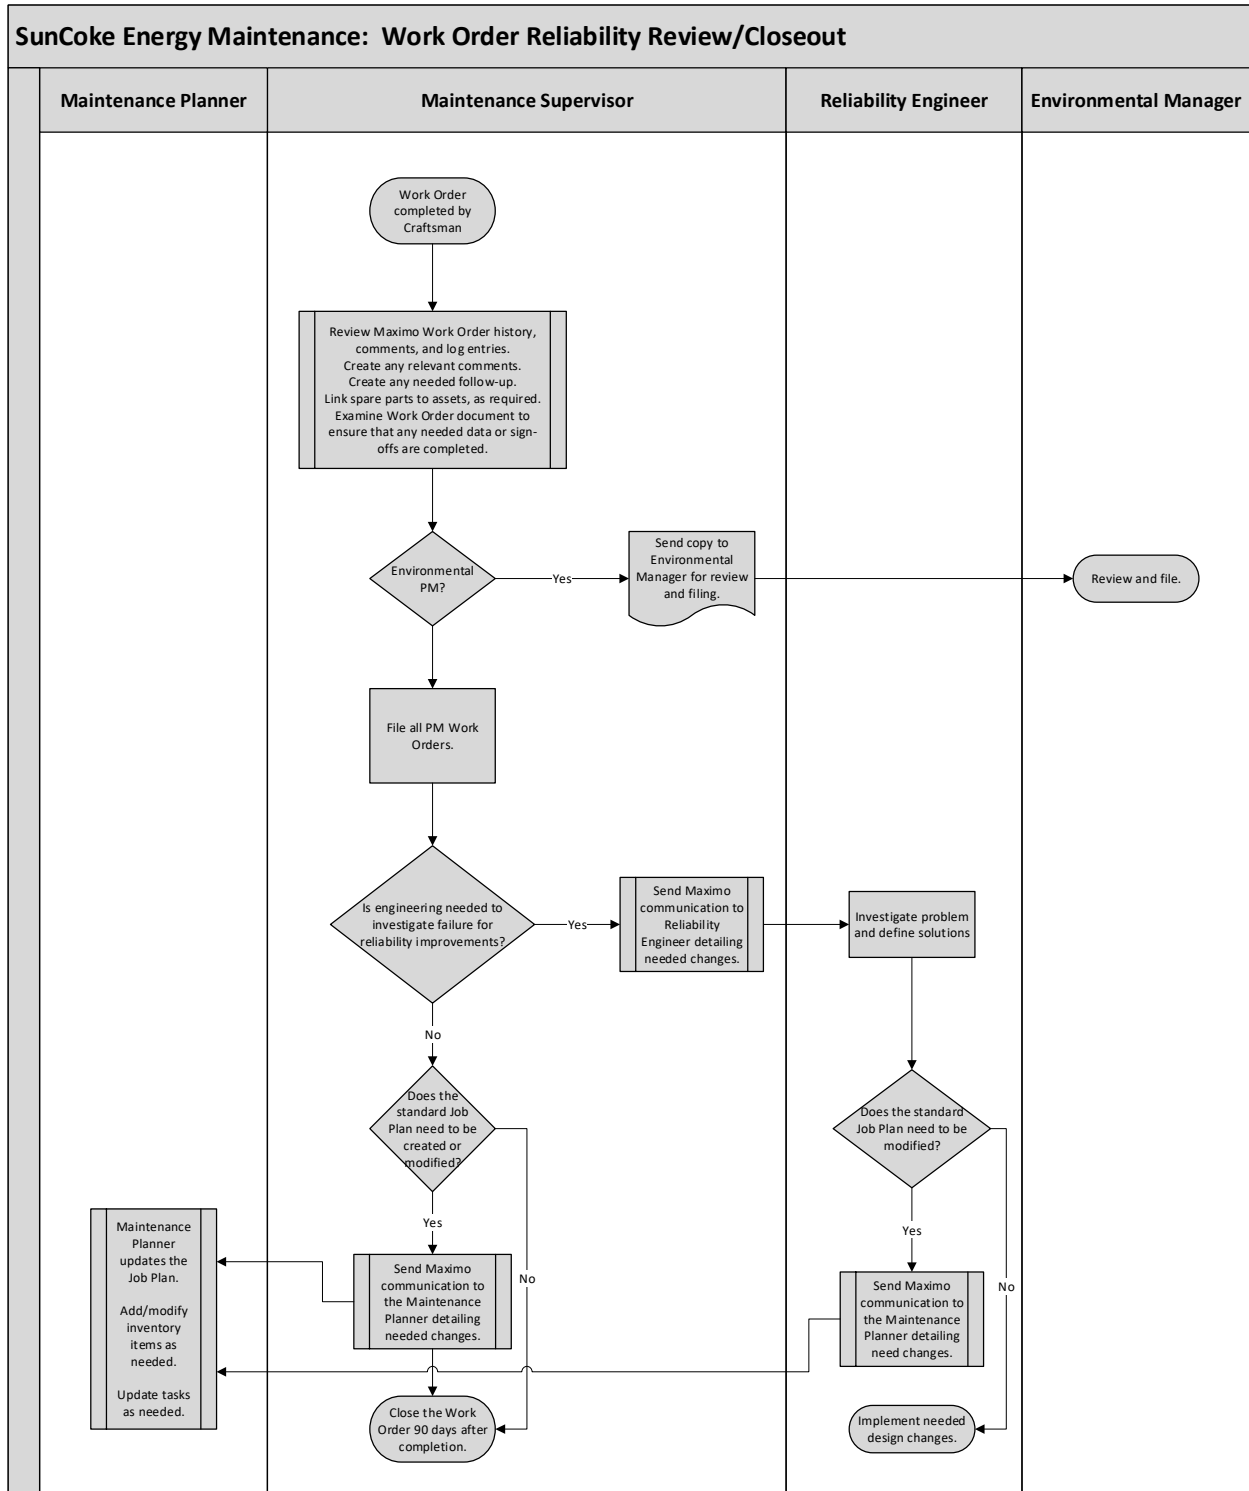 SunCoke Energy Maintenance: Work Order Reliability Review/Closeout
Maintenance Planner
Maintenance Supervisor
Reliability Engineer
Environmental Manager
Work Order
completed by
Craftsman
Review Maximo Work Order history,
comments, and log entries.
Create any relevant comments.
Create any needed follow-up.
Link spare parts to assets, as required.
Examine Work Order document to
ensure that any needed data or sign-
offs are completed.
Environmental
PM?
Yes
Send copy to
Environmental
Manager for review
and filing.
Review and file.
File all PM Work
Orders.
Is engineering needed to
investigate failure for
reliability improvements?
Yes
Send Maximo
communication to
Reliability
Engineer detailing
needed changes.
Investigate problem
and define solutions
No
Does the
standard Job
Plan need to be
created or
modified?
Does the standard
Job Plan need to be
modified?
Yes
Yes
No
No
Maintenance
Planner
updates the
Job Plan.
Add/modify
inventory
items as
needed.
Update tasks
as needed.
Send Maximo
communication to
the Maintenance
Planner detailing
needed changes.
Send Maximo
communication to
the Maintenance
Planner detailing
need changes.
Close the Work
Order 90 days after
completion.
Implement needed
design changes.